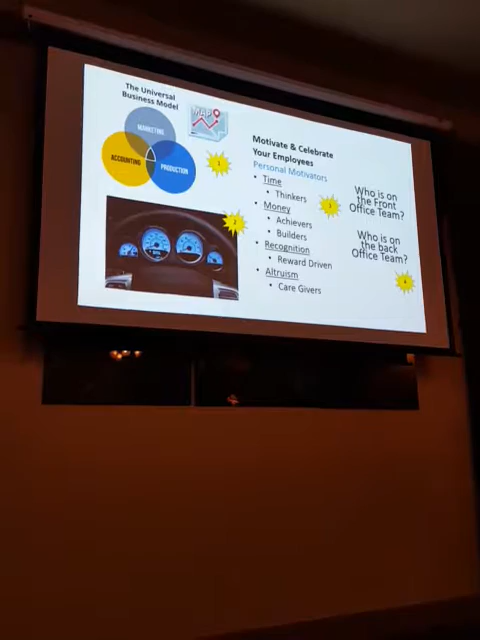 The Universal
Business Model
MARKETING
ACCOUNTING
PRODUCTION
MAP
1
2
Motivate & Celebrate
Your Employees
Personal Motivators
• Time
• Thinkers
• Money
• Achievers
• Builders
• Recognition
• Reward Driven
• Altruism
• Care Givers
3
Who is on
the Front
Office Team?
Who is on
the back
Office Team?
4